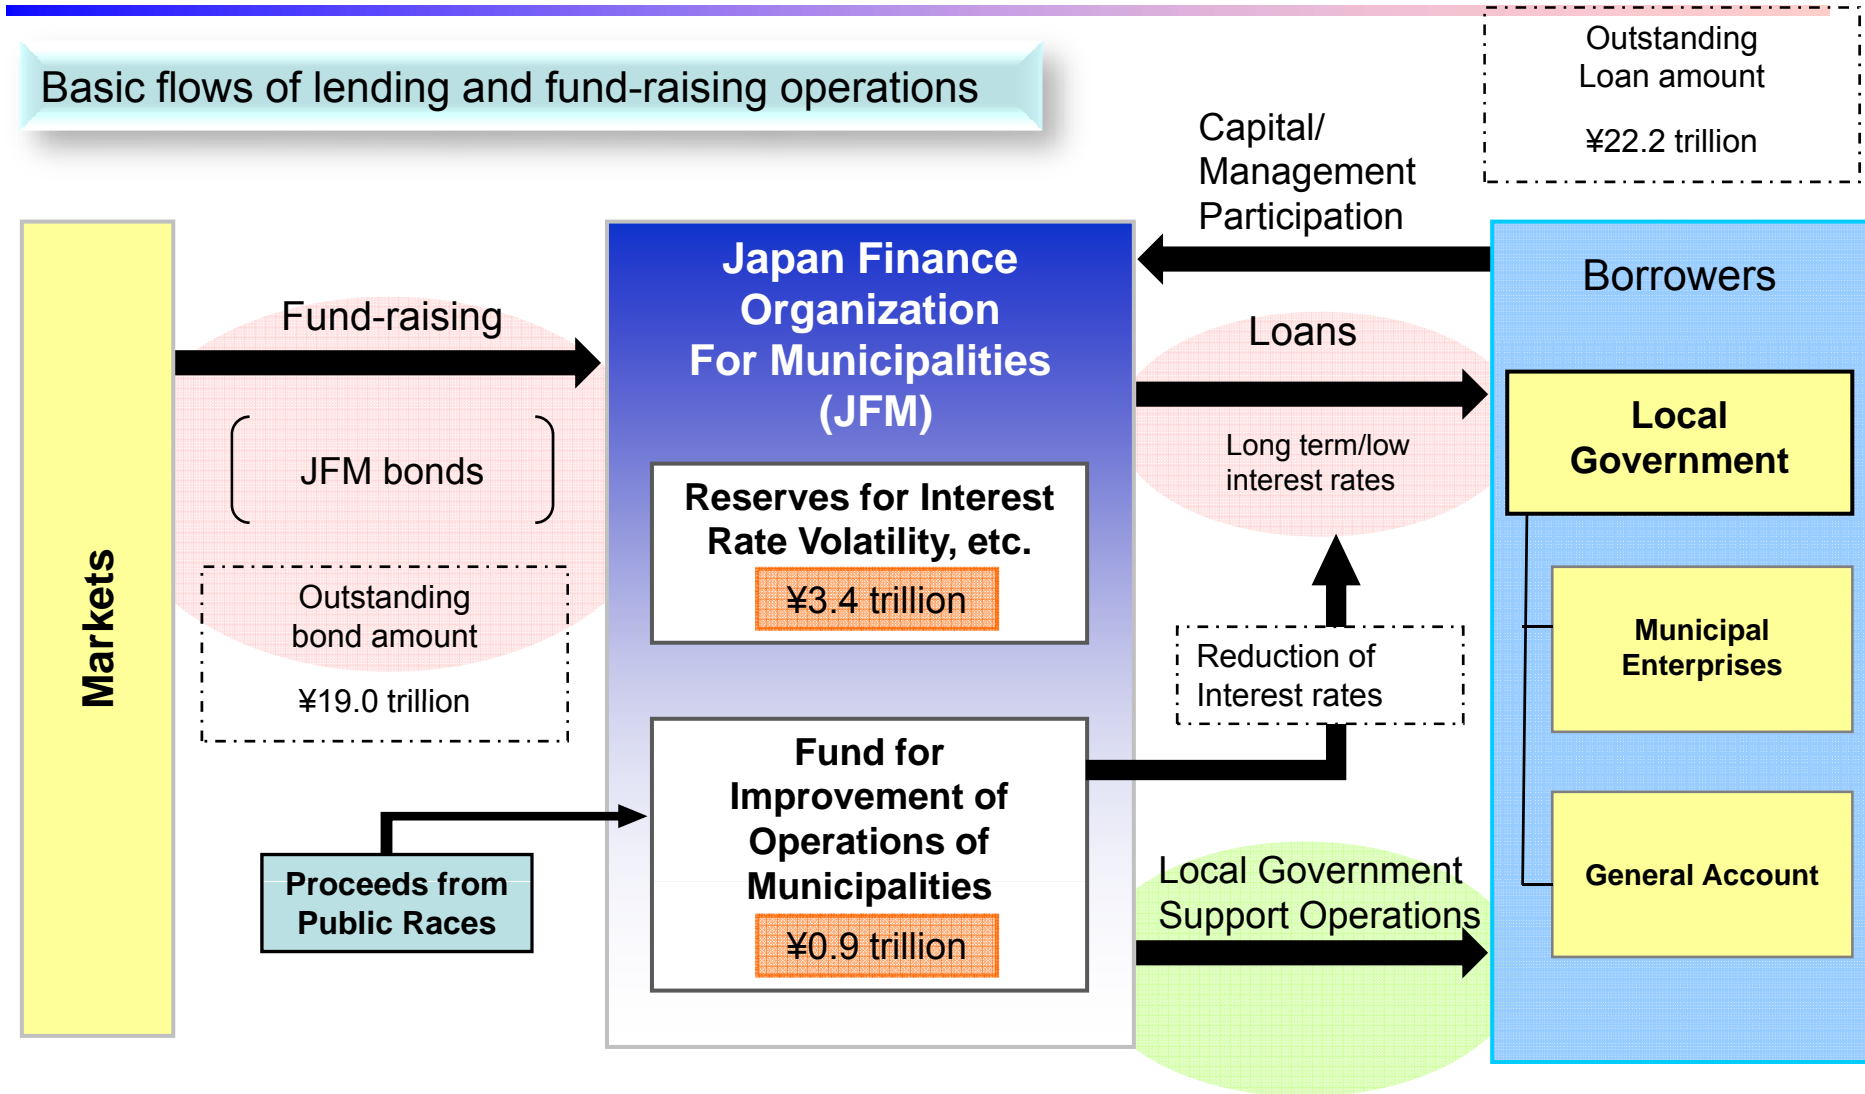 Basic flows of lending and fund-raising operations
Outstanding
Loan amount
¥22.2 trillion
Capital/
Management
Participation
Markets
Fund-raising
JFM bonds
Outstanding
bond amount
¥19.0 trillion
Proceeds from
Public Races
Japan Finance
Organization
For Municipalities
(JFM)
Reserves for Interest
Rate Volatility, etc.
¥3.4 trillion
Fund for
Improvement of
Operations of
Municipalities
¥0.9 trillion
Loans
Long term/low
interest rates
Reduction of
Interest rates
Local Government
Support Operations
Borrowers
Local
Government
Municipal
Enterprises
General Account